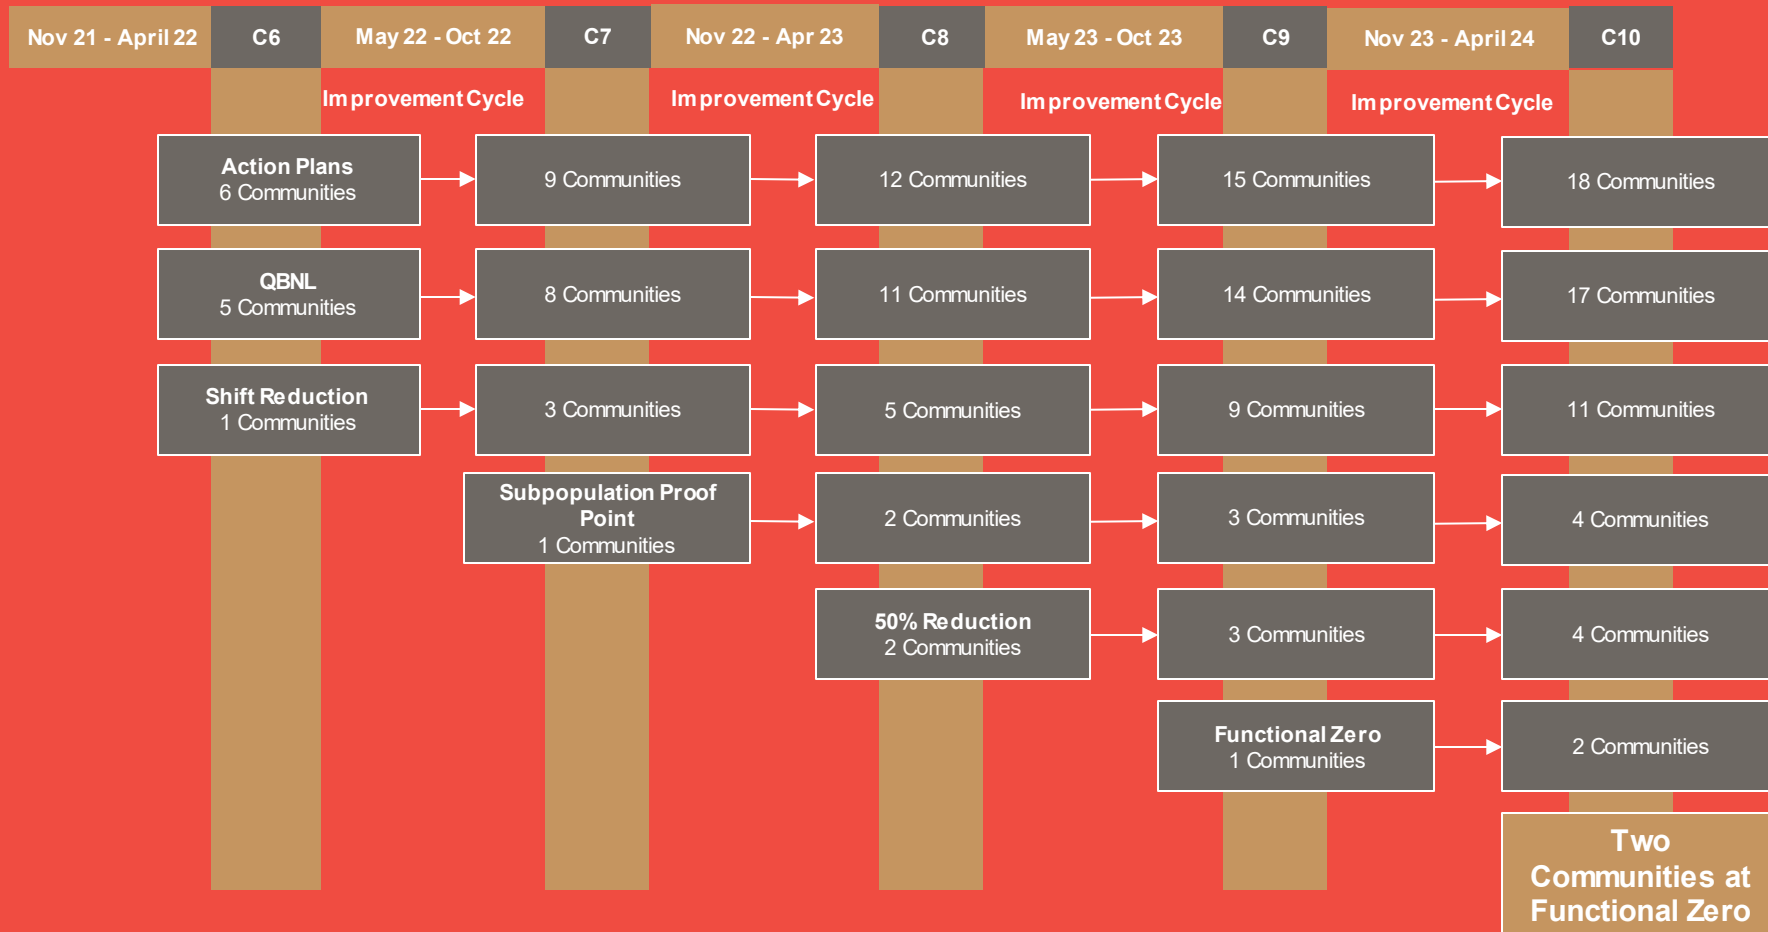 Nov 21 - April 22
C6
May 22 - Oct 22
C7
Nov 22 - Apr 23
C8
May 23 - Oct 23
C9
Nov 23 - April 24
C10
Improvement Cycle
Improvement Cycle
Improvement Cycle
Improvement Cycle
Action Plans
6 Communities
9 Communities
12 Communities
15 Communities
18 Communities
QBNL
5 Communities
8 Communities
11 Communities
14 Communities
17 Communities
Shift Reduction
1 Communities
3 Communities
5 Communities
9 Communities
11 Communities
Subpopulation Proof
Point
1 Communities
2 Communities
3 Communities
4 Communities
50% Reduction
2 Communities
3 Communities
4 Communities
Functional Zero
1 Communities
2 Communities
Two
Communities at
Functional Zero